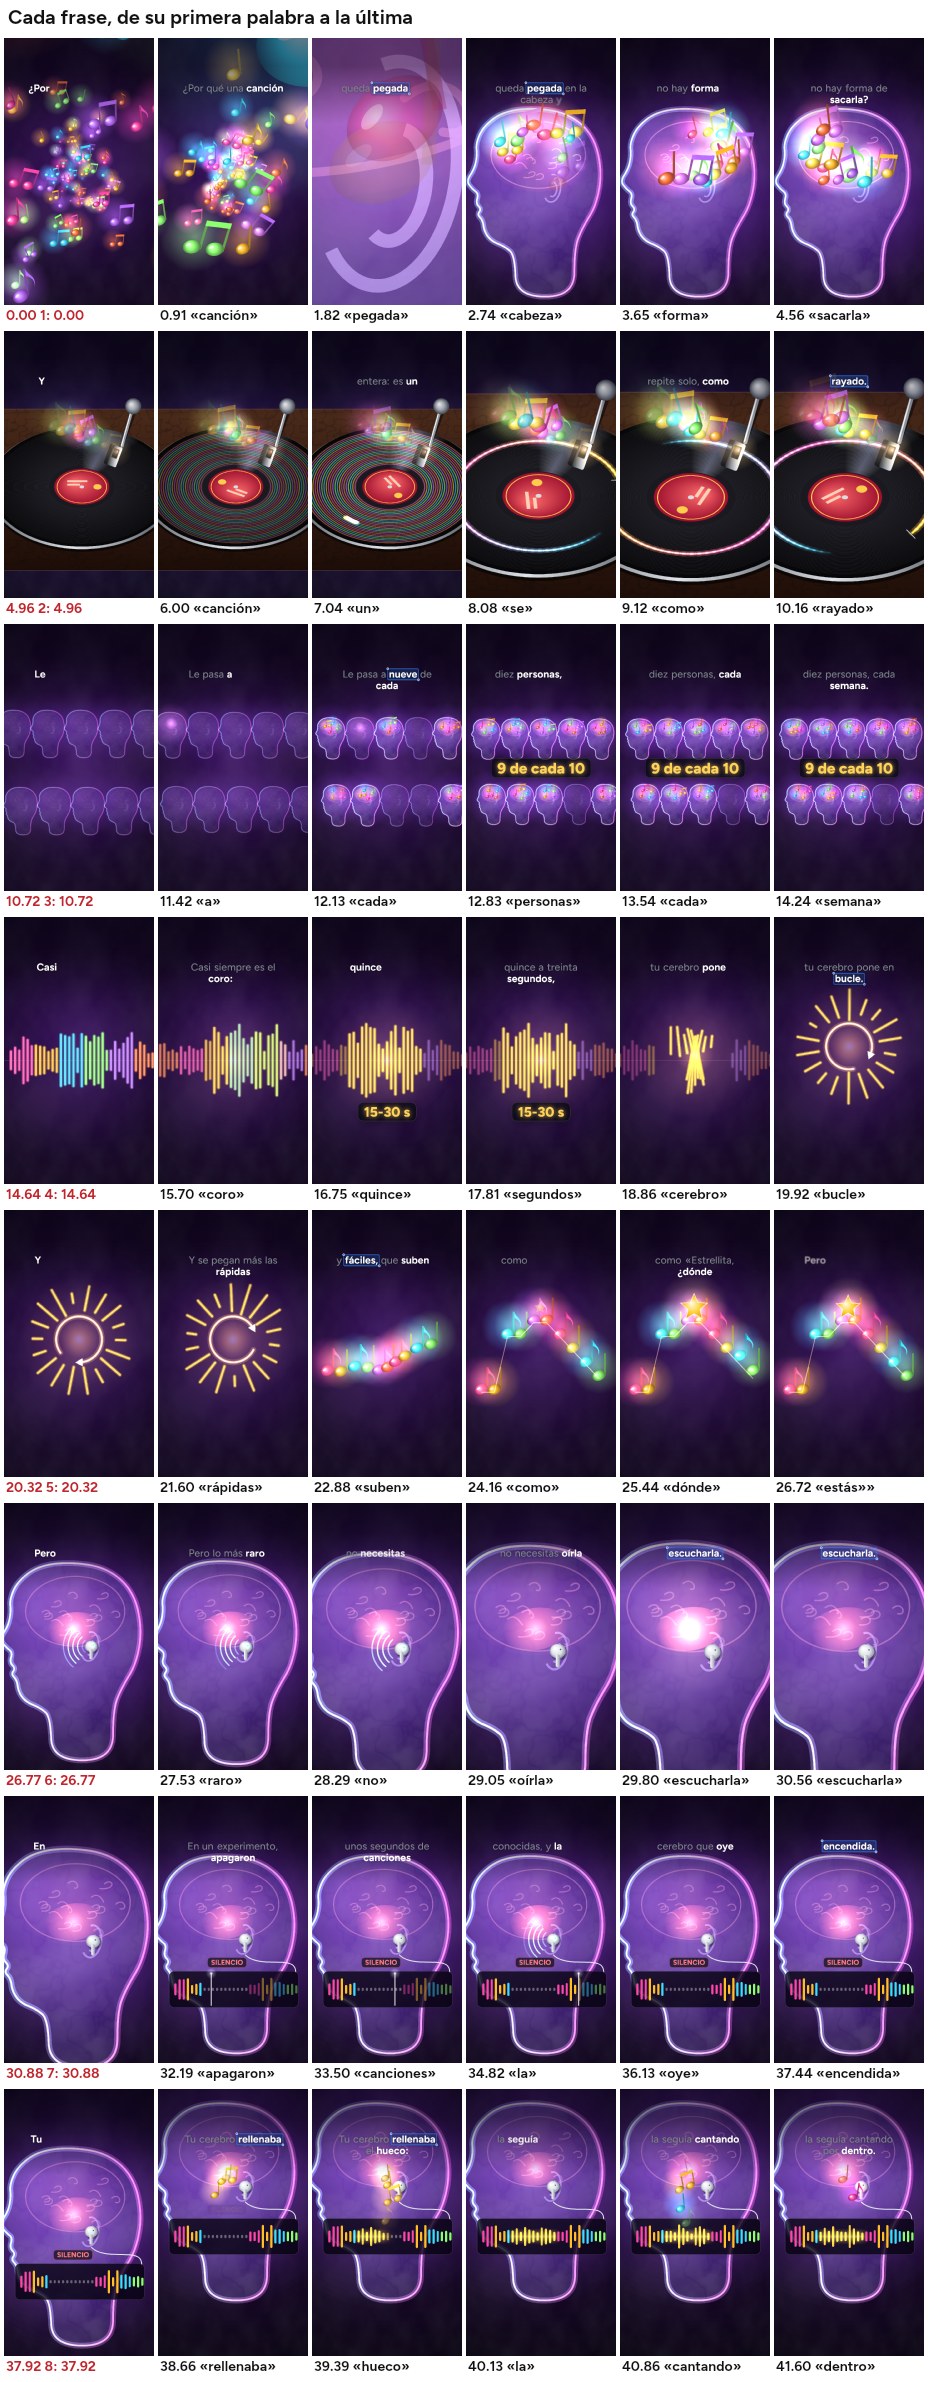 Cada frase, de su primera palabra a la última
¿Por
¿Por qué una canción
queda pegada
queda pegada en la
cabeza y
no hay forma
no hay forma de
sacarla?
0.00 1: 0.00
0.91 «canción»
1.82 «pegada»
2.74 «cabeza»
3.65 «forma»
4.56 «sacarla»
Y
entera: es un
repite solo, como
rayado.
4.96 2: 4.96
6.00 «canción»
7.04 «un»
8.08 «se»
9.12 «como»
10.16 «rayado»
Le
Le pasa a
Le pasa a nueve de
cada
diez personas,
diez personas, cada
diez personas, cada
semana.
9 de cada 10
9 de cada 10
9 de cada 10
10.72 3: 10.72
11.42 «a»
12.13 «cada»
12.83 «personas»
13.54 «cada»
14.24 «semana»
Casi
Casi siempre es el
coro:
quince
quince a treinta
segundos,
tu cerebro pone
tu cerebro pone en
bucle.
15-30 s
15-30 s
14.64 4: 14.64
15.70 «coro»
16.75 «quince»
17.81 «segundos»
18.86 «cerebro»
19.92 «bucle»
Y
Y se pegan más las
rápidas
y fáciles, que suben
como
como «Estrellita,
¿dónde
Pero
20.32 5: 20.32
21.60 «rápidas»
22.88 «suben»
24.16 «como»
25.44 «dónde»
26.72 «estás»»
Pero
Pero lo más raro
no necesitas
no necesitas oírla
escucharla.
escucharla.
26.77 6: 26.77
27.53 «raro»
28.29 «no»
29.05 «oírla»
29.80 «escucharla»
30.56 «escucharla»
En
En un experimento,
apagaron
unos segundos de
canciones
conocidas, y la
cerebro que oye
encendida.
SILENCIO
SILENCIO
SILENCIO
SILENCIO
SILENCIO
30.88 7: 30.88
32.19 «apagaron»
33.50 «canciones»
34.82 «la»
36.13 «oye»
37.44 «encendida»
Tu
Tu cerebro rellenaba
Tu cerebro rellenaba
el hueco:
la seguía
la seguía cantando
la seguía cantando
por dentro.
SILENCIO
37.92 8: 37.92
38.66 «rellenaba»
39.39 «hueco»
40.13 «la»
40.86 «cantando»
41.60 «dentro»